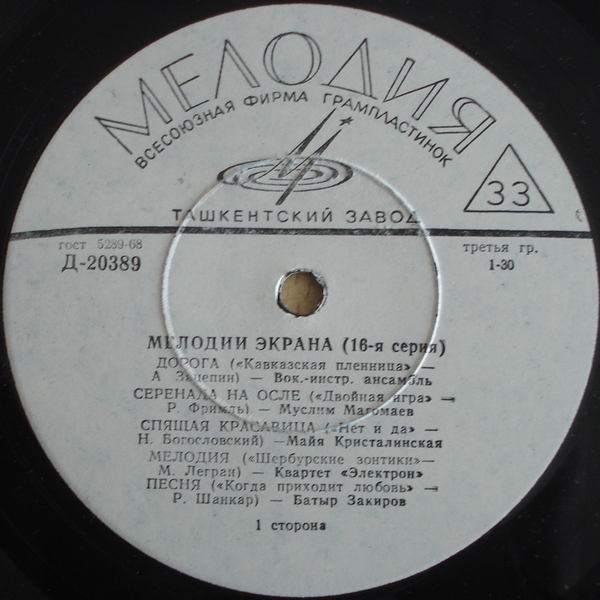 МЕЛОДИЯ
ВСЕСОЮЗНАЯ ФИРМА ГРАМПЛАСТИНОК
33
ТАШКЕНТСКИЙ ЗАВОД
гост 5289-68
третья гр.
Д-20389
1-30
МЕЛОДИИ ЭКРАНА (16-я серия)
ДОРОГА («Кавказская пленница» —
А. Зацепин) — Вок.-инстр. ансамбль
СЕРЕНАДА НА ОСЛЕ («Двойная игра» —
Р. Фримль) — Муслим Магомаев
СПЯЩАЯ КРАСАВИЦА («Нет и да» —
Н. Богословский) —Майя Кристалинская
МЕЛОДИЯ («Шербурские зонтики»—
М. Легран) — Квартет «Электрон»
ПЕСНЯ («Когда приходит любовь» —
Р. Шанкар) — Батыр Закиров
1 сторона